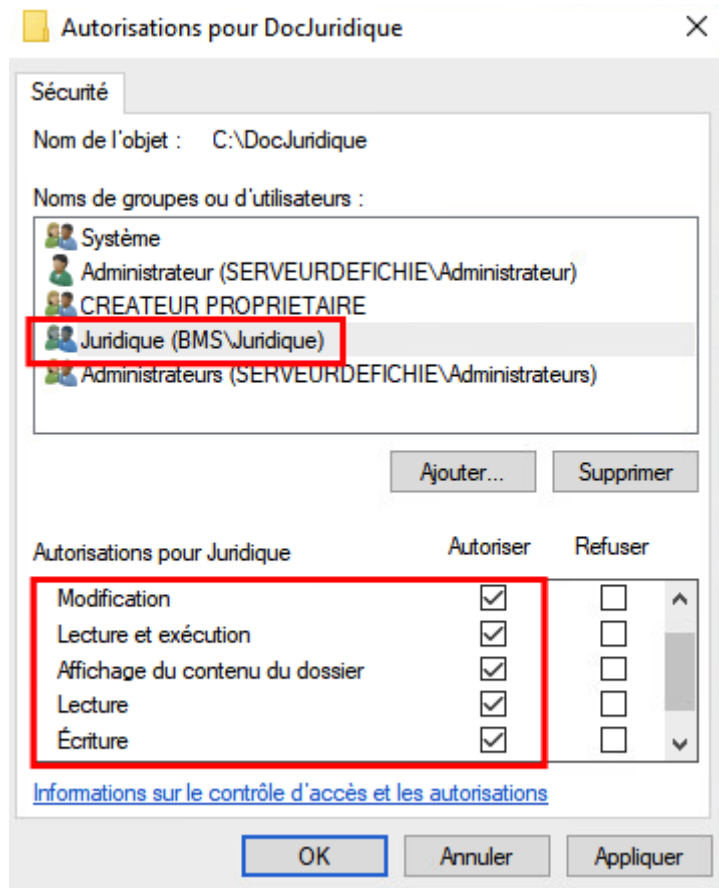 Autorisations pour DocJuridique
Sécurité
Nom de l'objet : C:\DocJuridique
Noms de groupes ou d'utilisateurs :
Système
Administrateur (SERVEURDEFICHIE\Administrateur)
CREATEUR PROPRIETAIRE
Juridique (BMS\Juridique)
Administrateurs (SERVEURDEFICHIE\Administrateurs)
Ajouter... Supprimer
Autorisations pour Juridique Autoriser Refuser
Modification
Lecture et exécution
Affichage du contenu du dossier
Lecture
Écriture
Informations sur le contrôle d'accès et les autorisations
OK Annuler Appliquer